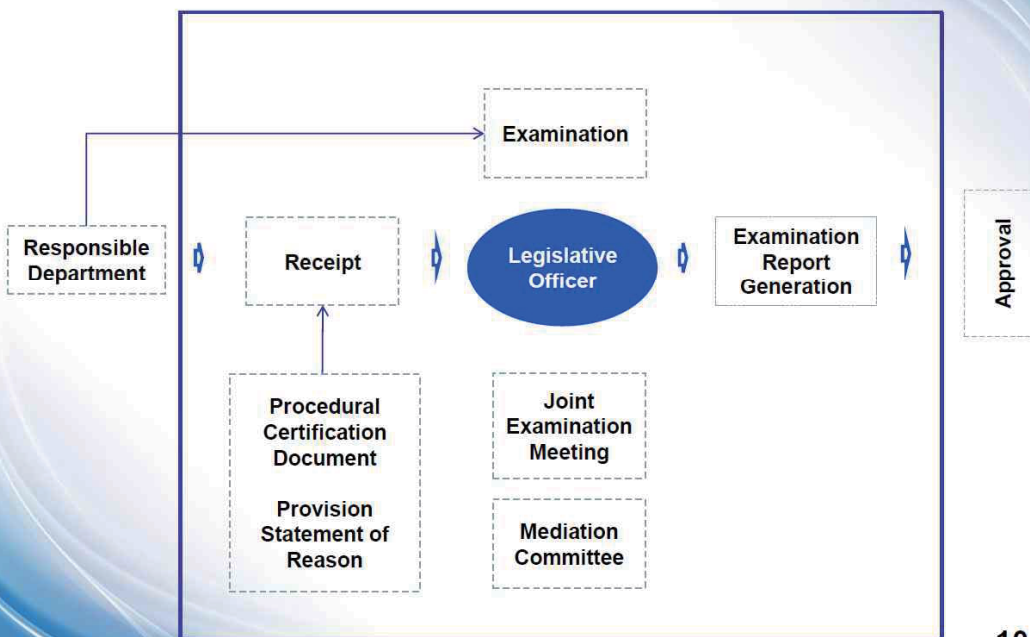 Examination
Responsible
Department
Receipt
Legislative
Officer
Examination
Report
Generation
Approval
Procedural
Certification
Document
Provision
Statement of
Reason
Joint
Examination
Meeting
Mediation
Committee